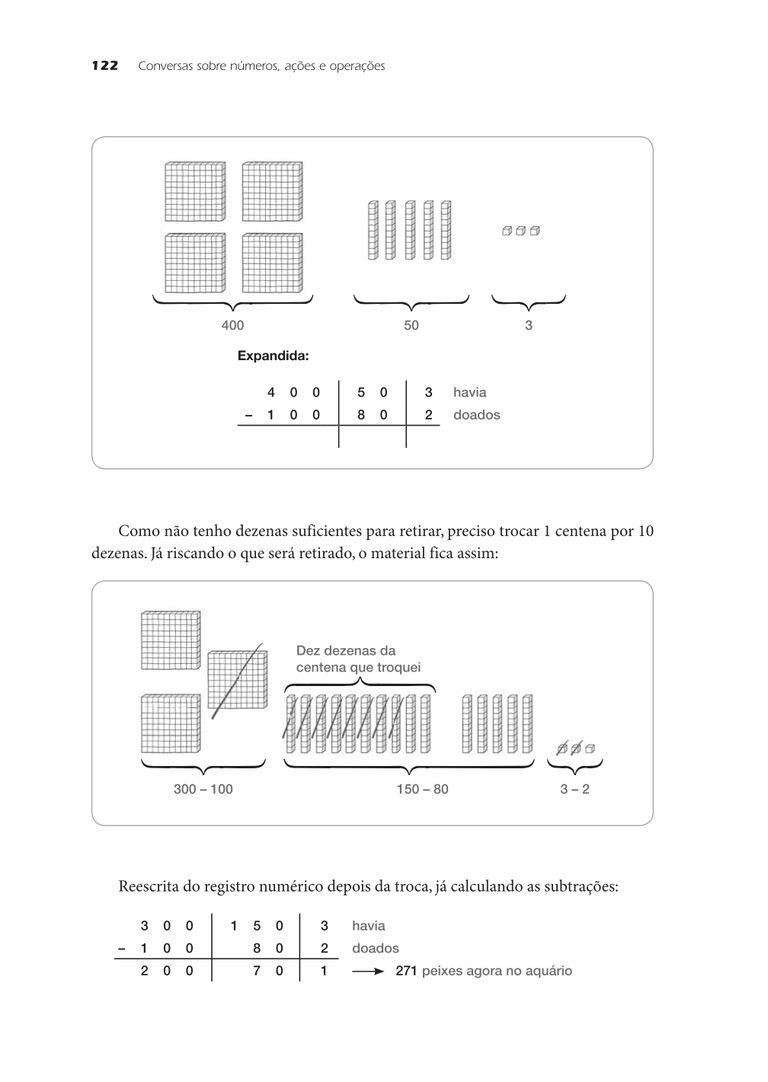 122 Conversas sobre números, ações e operações
400 50 3
Expandida:
4 0 0 5 0 3 havia
– 1 0 0 8 0 2 doados
Como não tenho dezenas suficientes para retirar, preciso trocar 1 centena por 10
dezenas. Já riscando o que será retirado, o material fica assim:
Dez dezenas da
centena que troquei
300 – 100 150 – 80 3 – 2
Reescrita do registro numérico depois da troca, já calculando as subtrações:
3 0 0 1 5 0 3 havia
– 1 0 0 8 0 2 doados
2 0 0 7 0 1 271 peixes agora no aquário